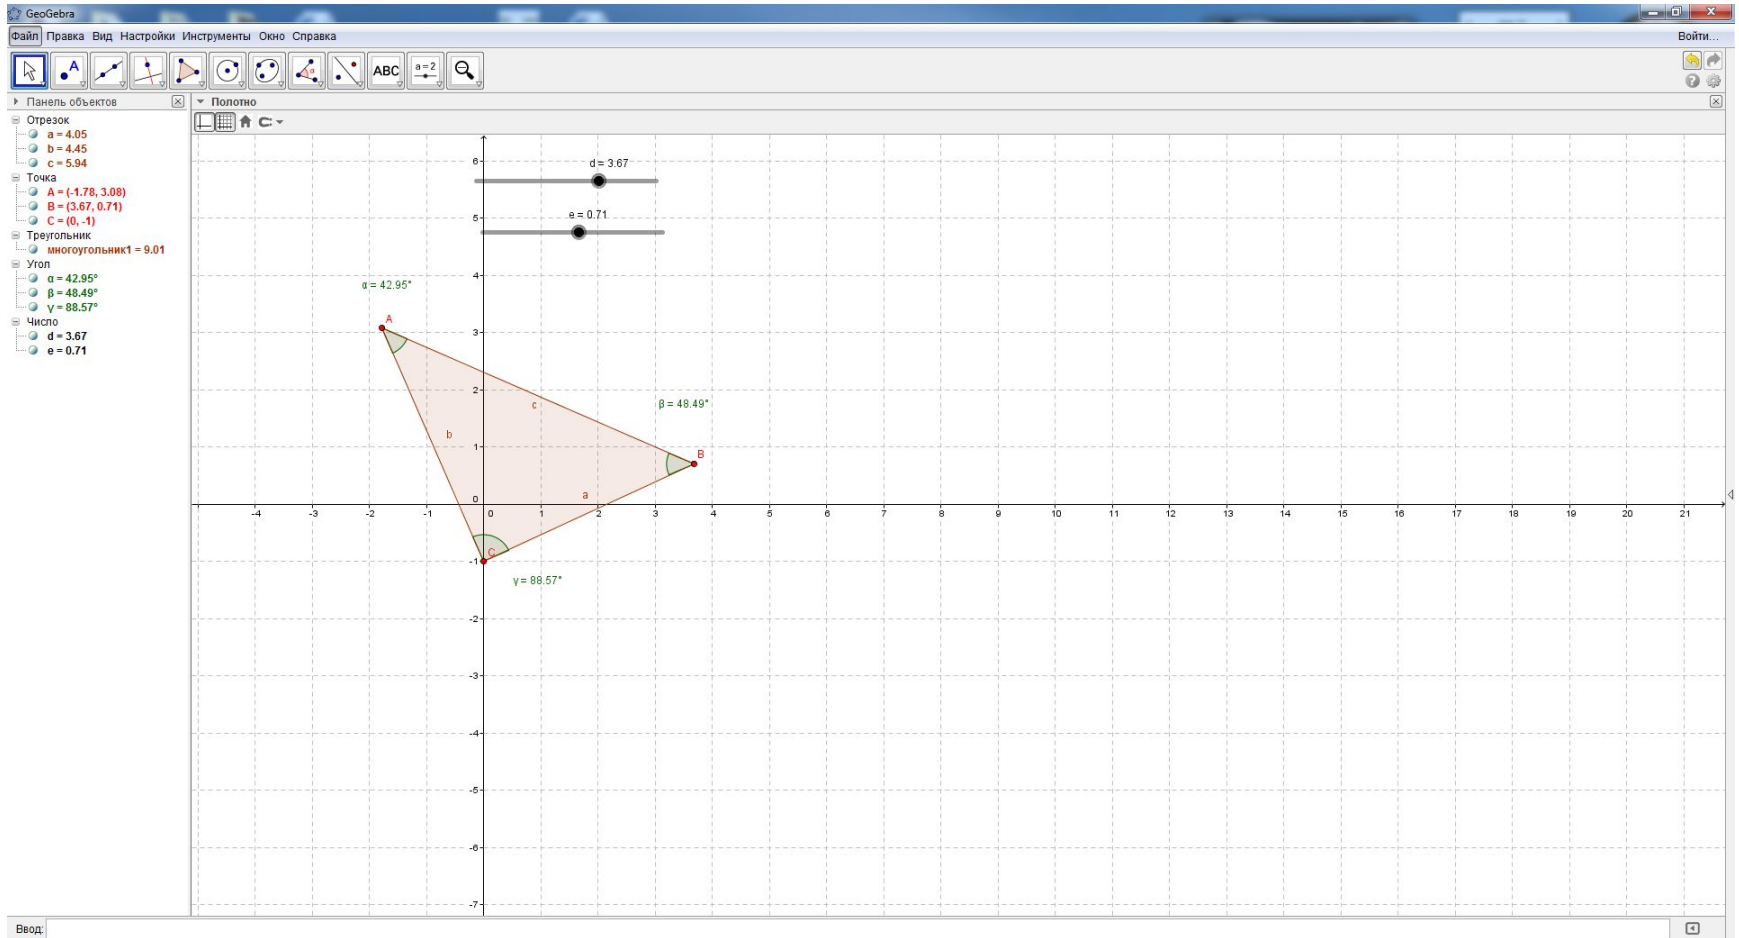 GeoGebra
Файл Правка Вид Настройки Инструменты Окно Справка
Войти...
A
α
ABC
a=2
Панель объектов
Полотно
Отрезок
a = 4.05
b = 4.45
c = 5.94
Точка
A = (-1.78, 3.08)
B = (3.67, 0.71)
C = (0, -1)
Треугольник
многоугольник1 = 9.01
Угол
α = 42.95°
β = 48.49°
γ = 88.57°
Число
d = 3.67
e = 0.71
d = 3.67
e = 0.71
α = 42.95°
A
c
β = 48.49°
b
B
a
C
γ = 88.57°
6
5
4
3
2
1
0
-1
-2
-3
-4
-5
-6
-7
-4 -3 -2 -1 0 1 2 3 4 5 6 7 8 9 10 11 12 13 14 15 16 17 18 19 20 21
Ввод: